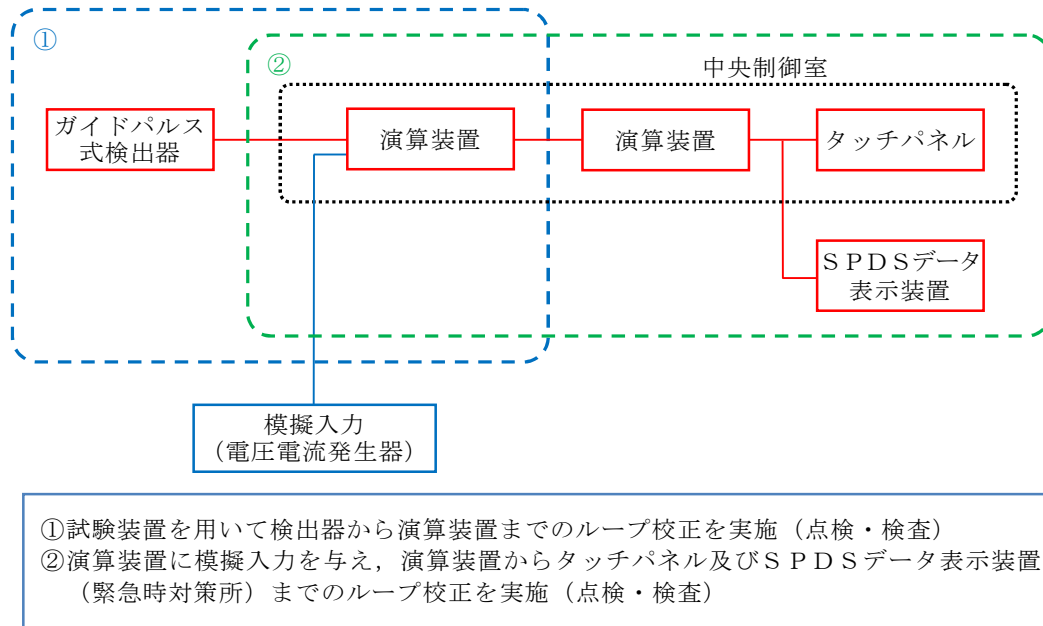 ①
②
中央制御室
ガイドパルス
式検出器
演算装置
演算装置
タッチパネル
ＳＰＤＳデータ
表示装置
模擬入力
（電圧電流発生器）
①試験装置を用いて検出器から演算装置までのループ校正を実施（点検・検査）
②演算装置に模擬入力を与え，演算装置からタッチパネル及びＳＰＤＳデータ表示装置
（緊急時対策所）までのループ校正を実施（点検・検査）